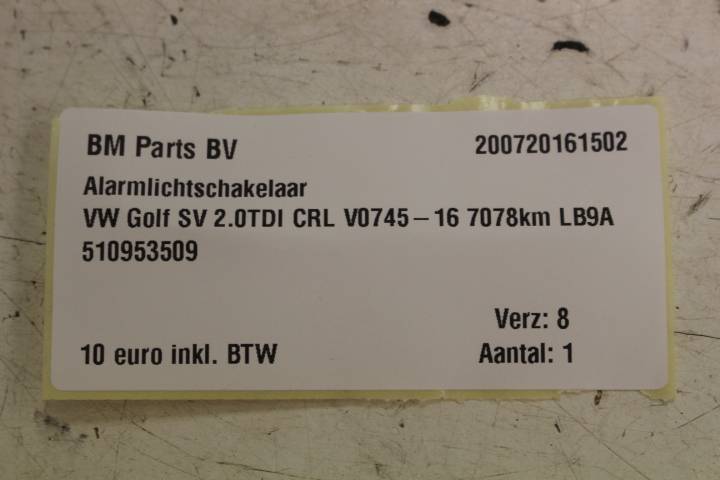 BM Parts BV 200720161502
Alarmlichtschakelaar
VW Golf SV 2.0TDI CRL V0745–16 7078km LB9A
510953509
Verz: 8
10 euro inkl. BTW Aantal: 1